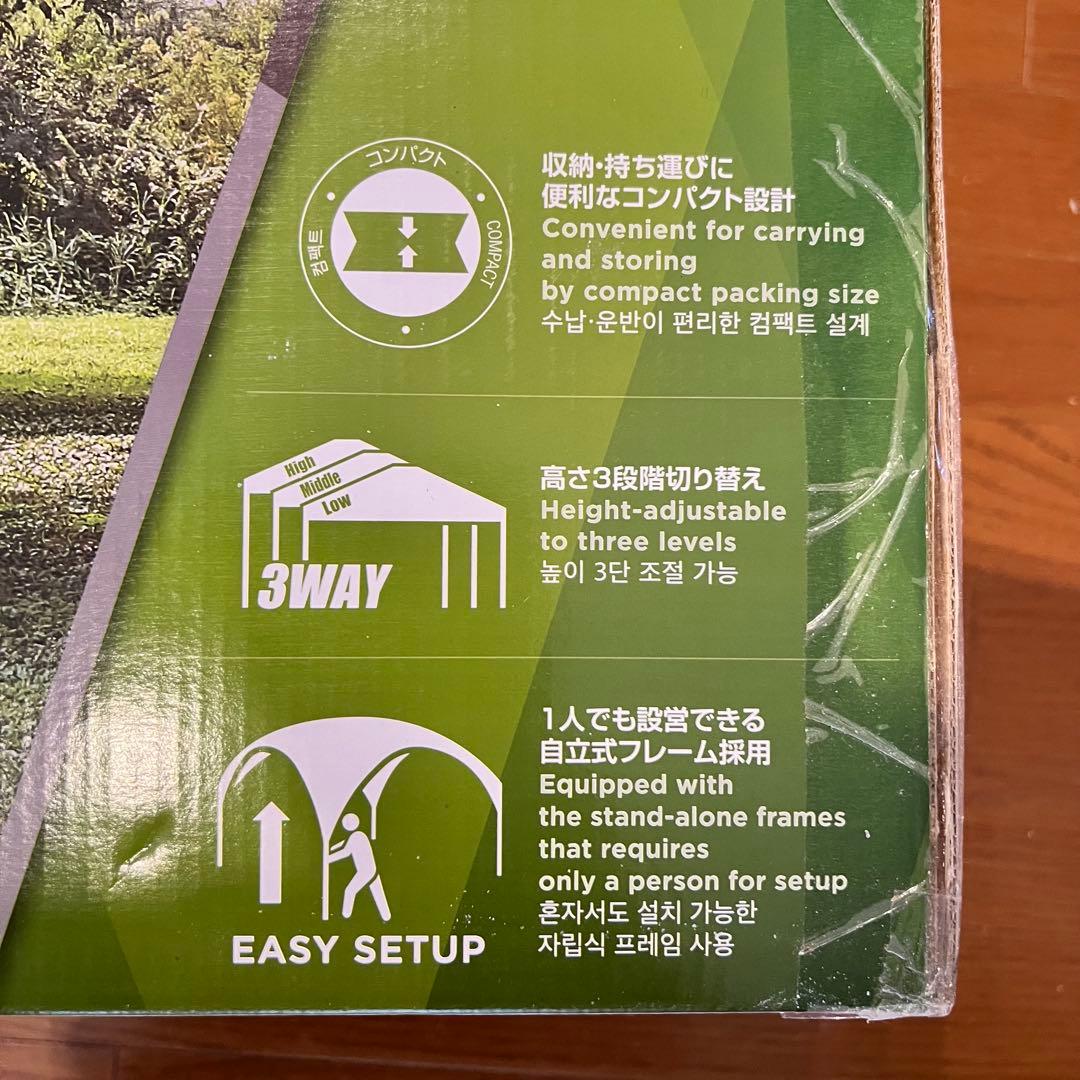 コンパクト
COMPACT
컴팩트
収納・持ち運びに
便利なコンパクト設計
Convenient for carrying
and storing
by compact packing size
수납·운반이 편리한 컴팩트 설계
High
Middle
Low
3WAY
高さ3段階切り替え
Height-adjustable
to three levels
높이 3단 조절 가능
EASY SETUP
1人でも設営できる
自立式フレーム採用
Equipped with
the stand-alone frames
that requires
only a person for setup
혼자서도 설치 가능한
자립식 프레임 사용